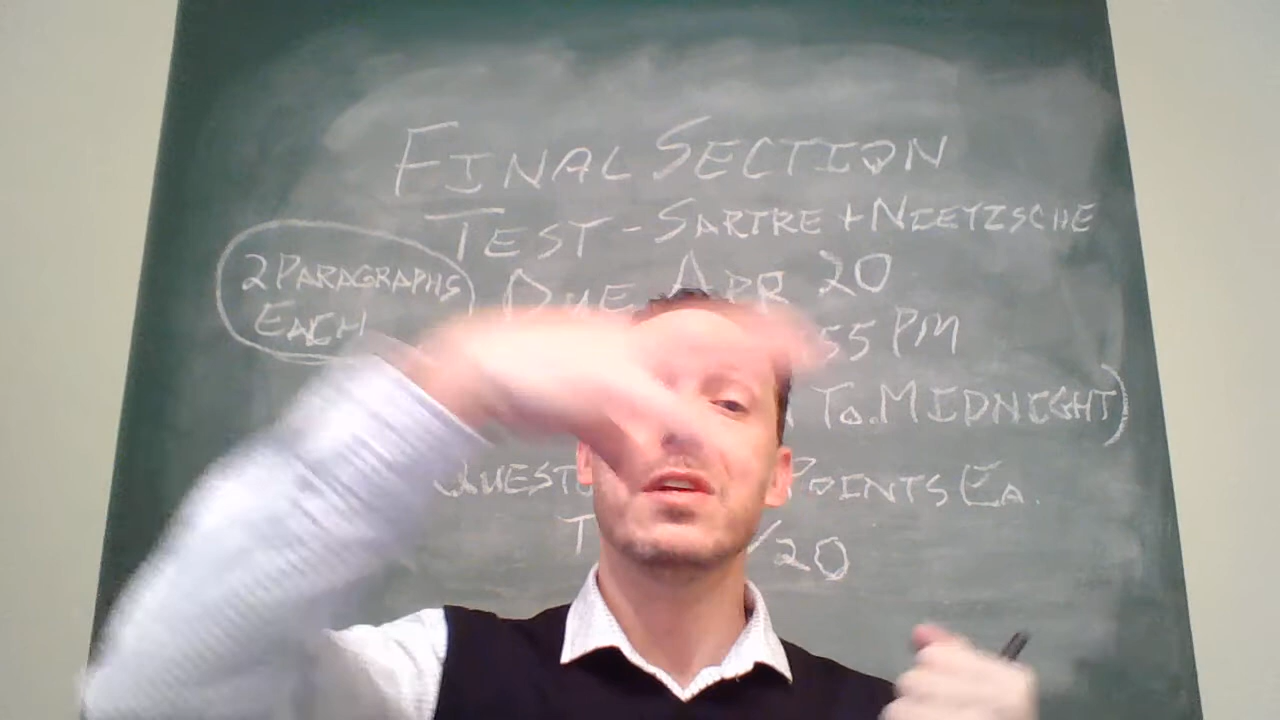 FINAL SECTION
TEST - SARTRE + NIETZSCHE
2 PARAGRAPHS
EACH
DUE APR 20
55 PM
TO MIDNIGHT)
POINTS EA.
/20